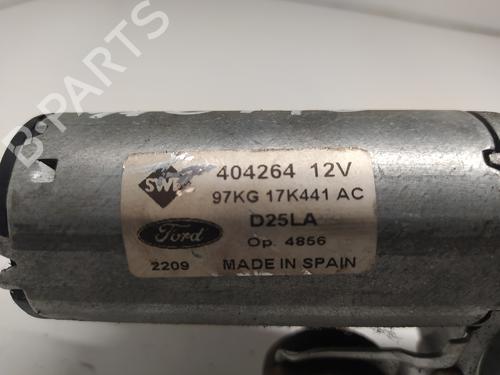 B-PARTS
SWF 404264 12V
97KG 17K441 AC
D25LA
Ford Op. 4856
2209 MADE IN SPAIN